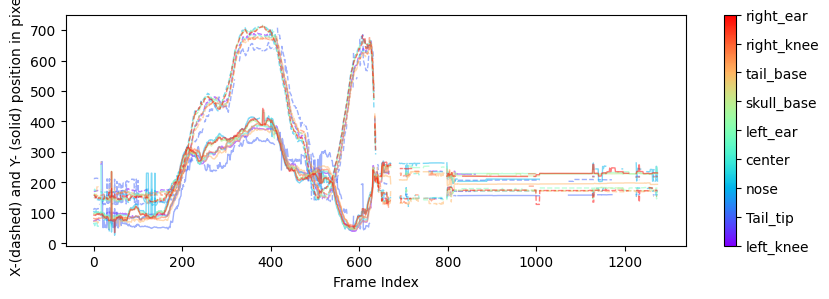 X-(dashed) and Y- (solid) position in pixe
700
600
500
400
300
200
100
0
0 200 400 600 800 1000 1200
Frame Index
right_ear
right_knee
tail_base
skull_base
left_ear
center
nose
Tail_tip
left_knee